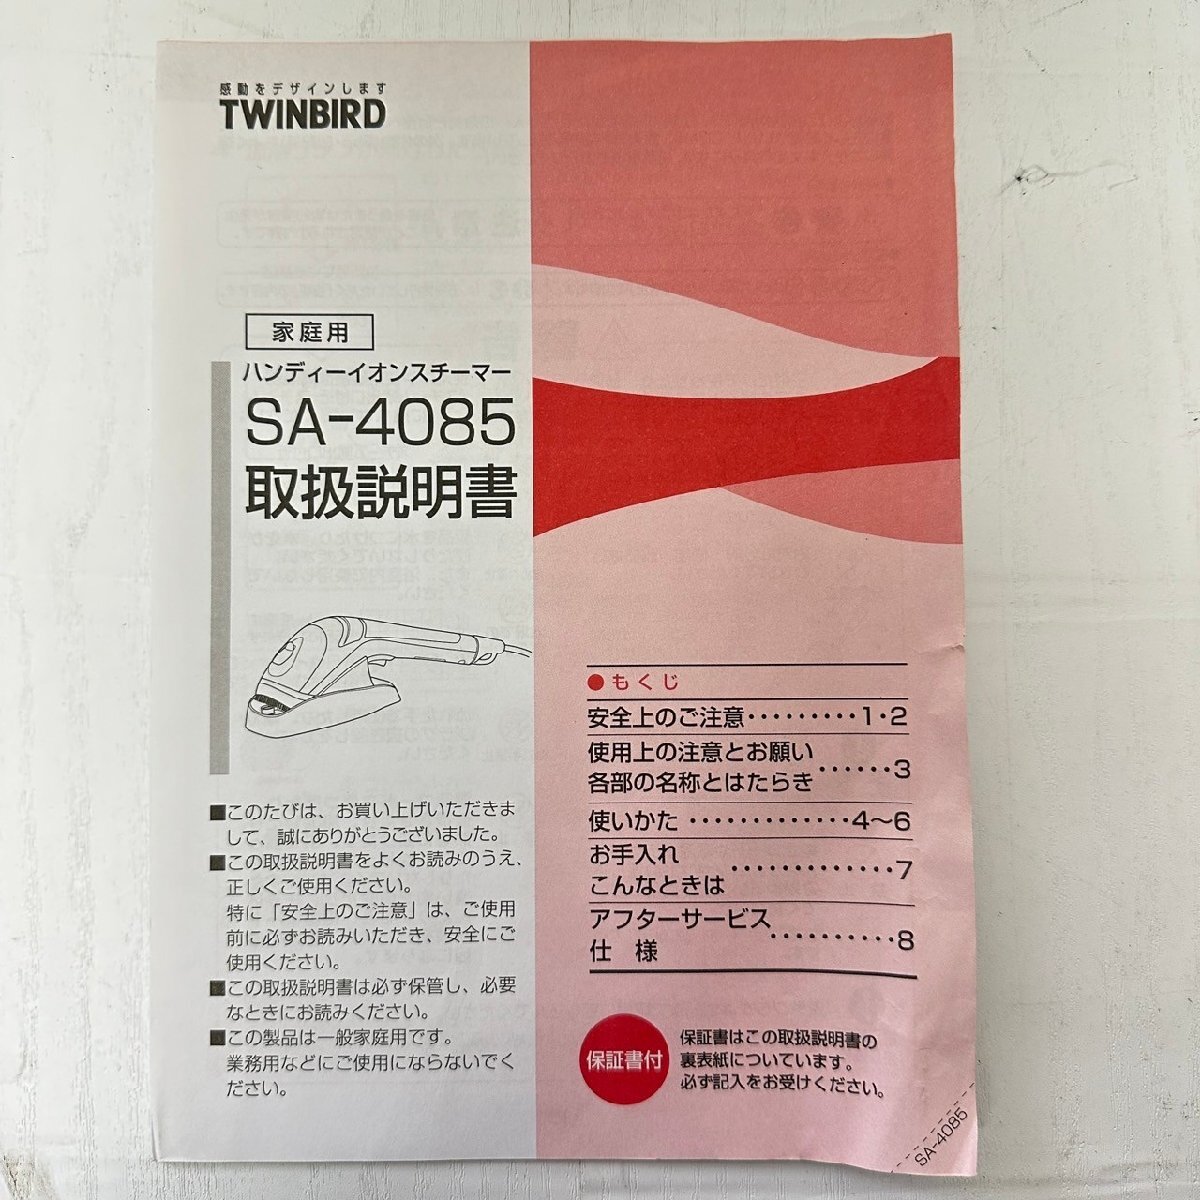 感動をデザインします
TWINBIRD
家庭用
ハンディーイオンスチーマー
SA-4085
取扱説明書
■このたびは、お買い上げいただきま
して、誠にありがとうございました。
■この取扱説明書をよくお読みのうえ、
正しくご使用ください。
特に「安全上のご注意」は、ご使用
前に必ずお読みいただき、安全にご
使用ください。
■この取扱説明書は必ず保管し、必要
なときにお読みください。
■この製品は一般家庭用です。
業務用などにご使用にならないでく
ださい。
●もくじ
安全上のご注意・・・・・・・・・1・2
使用上の注意とお願い
各部の名称とはたらき・・・・・・3
使いかた・・・・・・・・・・・・・4〜6
お手入れ
こんなときは・・・・・・・・・・・・・7
アフターサービス
仕 様・・・・・・・・・・8
保証書付
保証書はこの取扱説明書の
裏表紙についています。
必ず記入をお受けください。
SA-4085